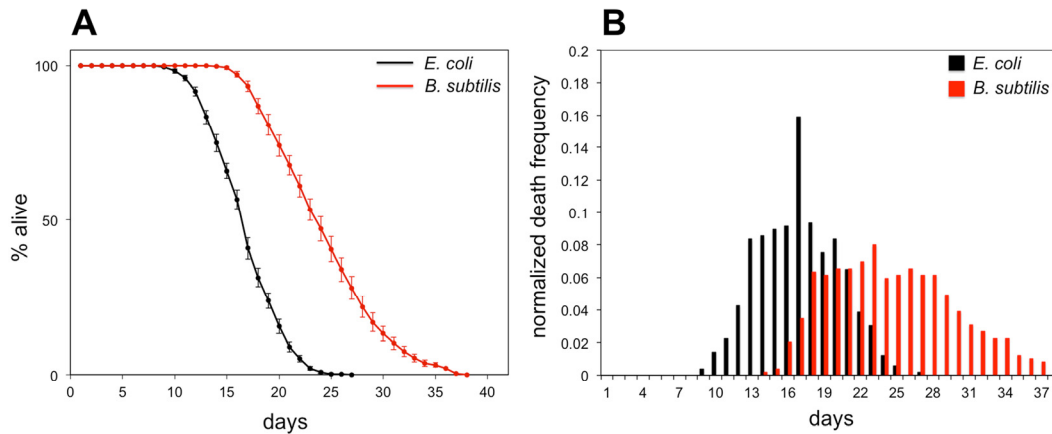 A
B
100
50
0
% alive
0 5 10 15 20 25 30 35 40
days
E. coli
B. subtilis
0.2
0.18
0.16
0.14
0.12
0.1
0.08
0.06
0.04
0.02
0
normalized death frequency
1 4 7 10 13 16 19 22 25 28 31 34 37
days
E. coli
B. subtilis